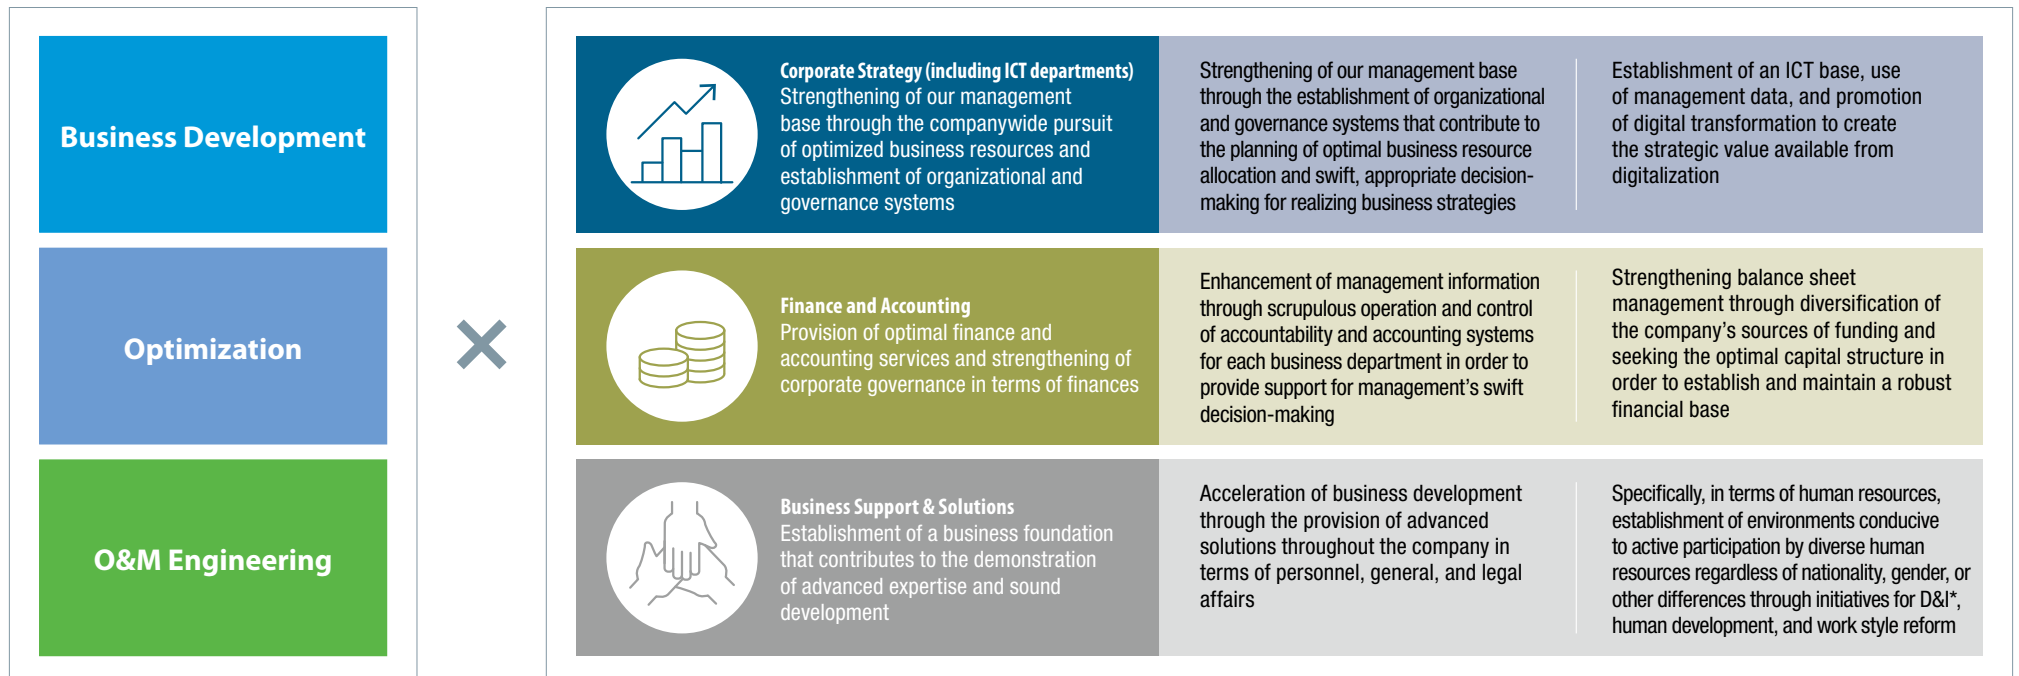 Business Development
Optimization
O&M Engineering
Corporate Strategy (including ICT departments)
Strengthening of our management
base through the companywide pursuit
of optimized business resources and
establishment of organizational and
governance systems
Strengthening of our management base
through the establishment of organizational
and governance systems that contribute to
the planning of optimal business resource
allocation and swift, appropriate decision-
making for realizing business strategies
Establishment of an ICT base, use
of management data, and promotion
of digital transformation to create
the strategic value available from
digitalization
Finance and Accounting
Provision of optimal finance and
accounting services and strengthening of
corporate governance in terms of finances
Enhancement of management information
through scrupulous operation and control
of accountability and accounting systems
for each business department in order to
provide support for management’s swift
decision-making
Strengthening balance sheet
management through diversification of
the company’s sources of funding and
seeking the optimal capital structure in
order to establish and maintain a robust
financial base
Business Support & Solutions
Establishment of a business foundation
that contributes to the demonstration
of advanced expertise and sound
development
Acceleration of business development
through the provision of advanced
solutions throughout the company in
terms of personnel, general, and legal
affairs
Specifically, in terms of human resources,
establishment of environments conducive
to active participation by diverse human
resources regardless of nationality, gender, or
other differences through initiatives for D&I*,
human development, and work style reform